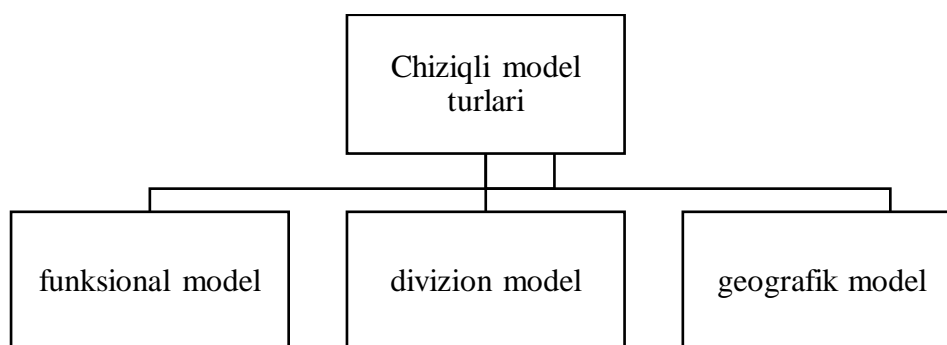 Chiziqli model
turlari
funksional model
divizion model
geografik model